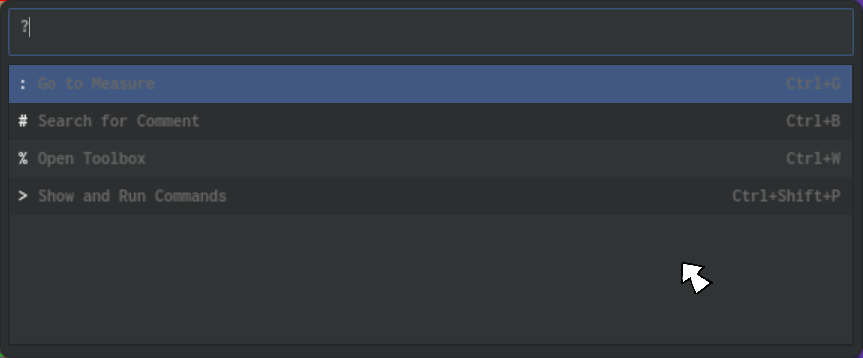 ?
: Go to Measure Ctrl+G
# Search for Comment Ctrl+B
% Open Toolbox Ctrl+W
> Show and Run Commands Ctrl+Shift+P